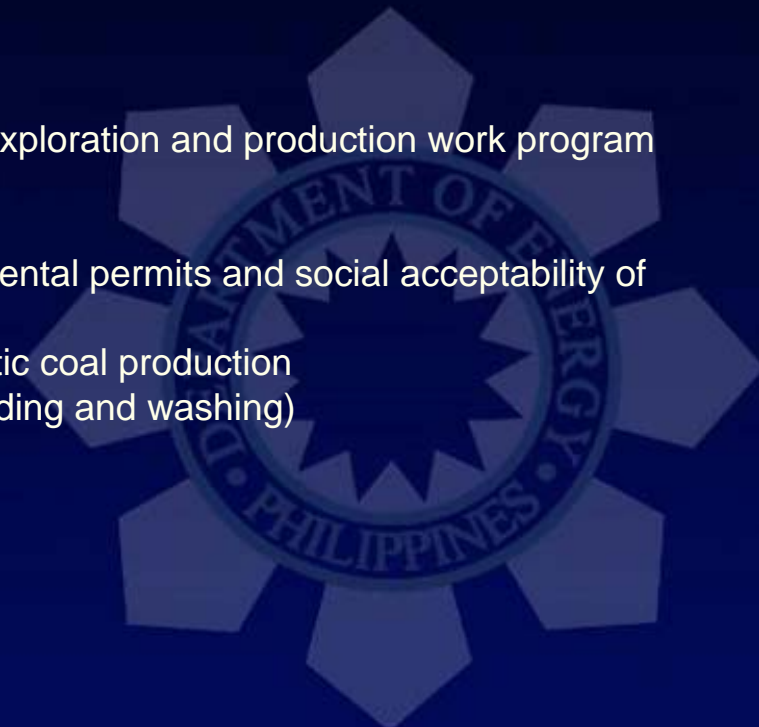 xploration and production work program
ental permits and social acceptability of
tic coal production
ding and washing)
DEPARTMENT OF ENERGY
• PHILIPPINES •